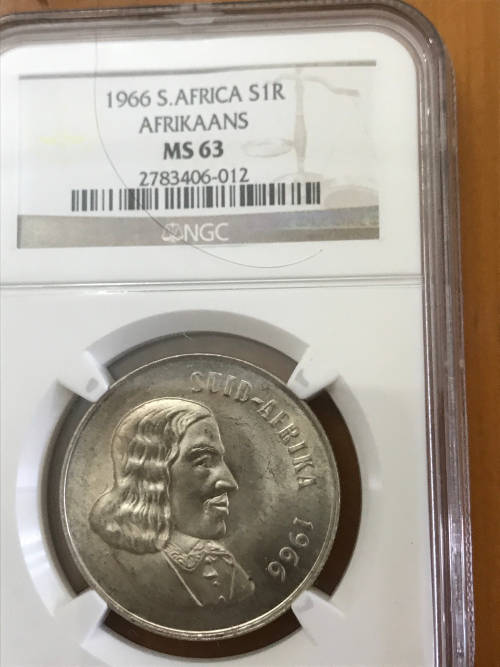 1966 S.AFRICA S1R
AFRIKAANS
MS 63
2783406-012
NGC
SUID-AFRIKA
1966